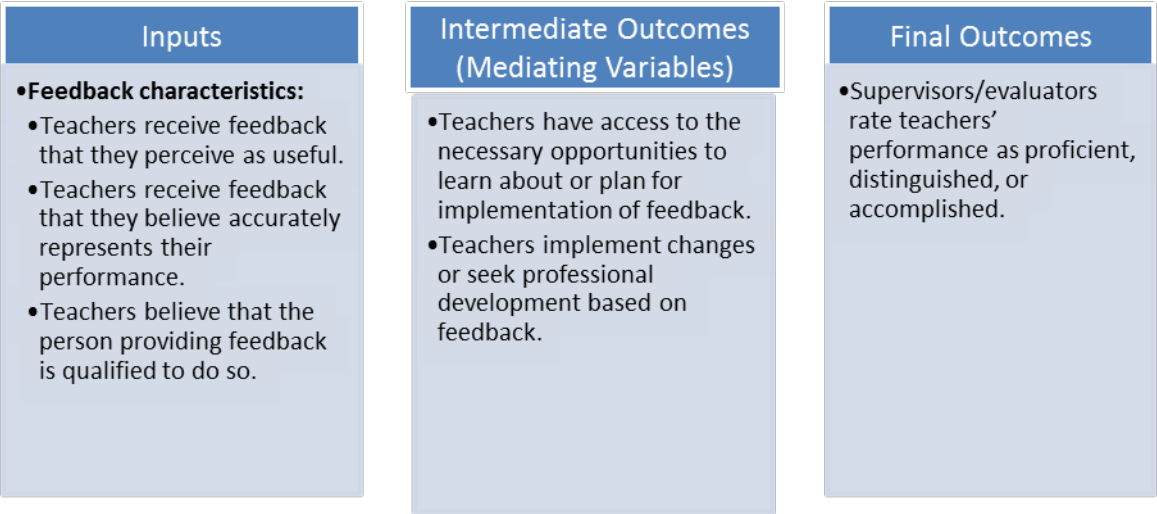 Inputs
•Feedback characteristics:
•Teachers receive feedback
that they perceive as useful.
•Teachers receive feedback
that they believe accurately
represents their
performance.
•Teachers believe that the
person providing feedback
is qualified to do so.
Intermediate Outcomes
(Mediating Variables)
•Teachers have access to the
necessary opportunities to
learn about or plan for
implementation of feedback.
•Teachers implement changes
or seek professional
development based on
feedback.
Final Outcomes
•Supervisors/evaluators
rate teachers’
performance as proficient,
distinguished, or
accomplished.